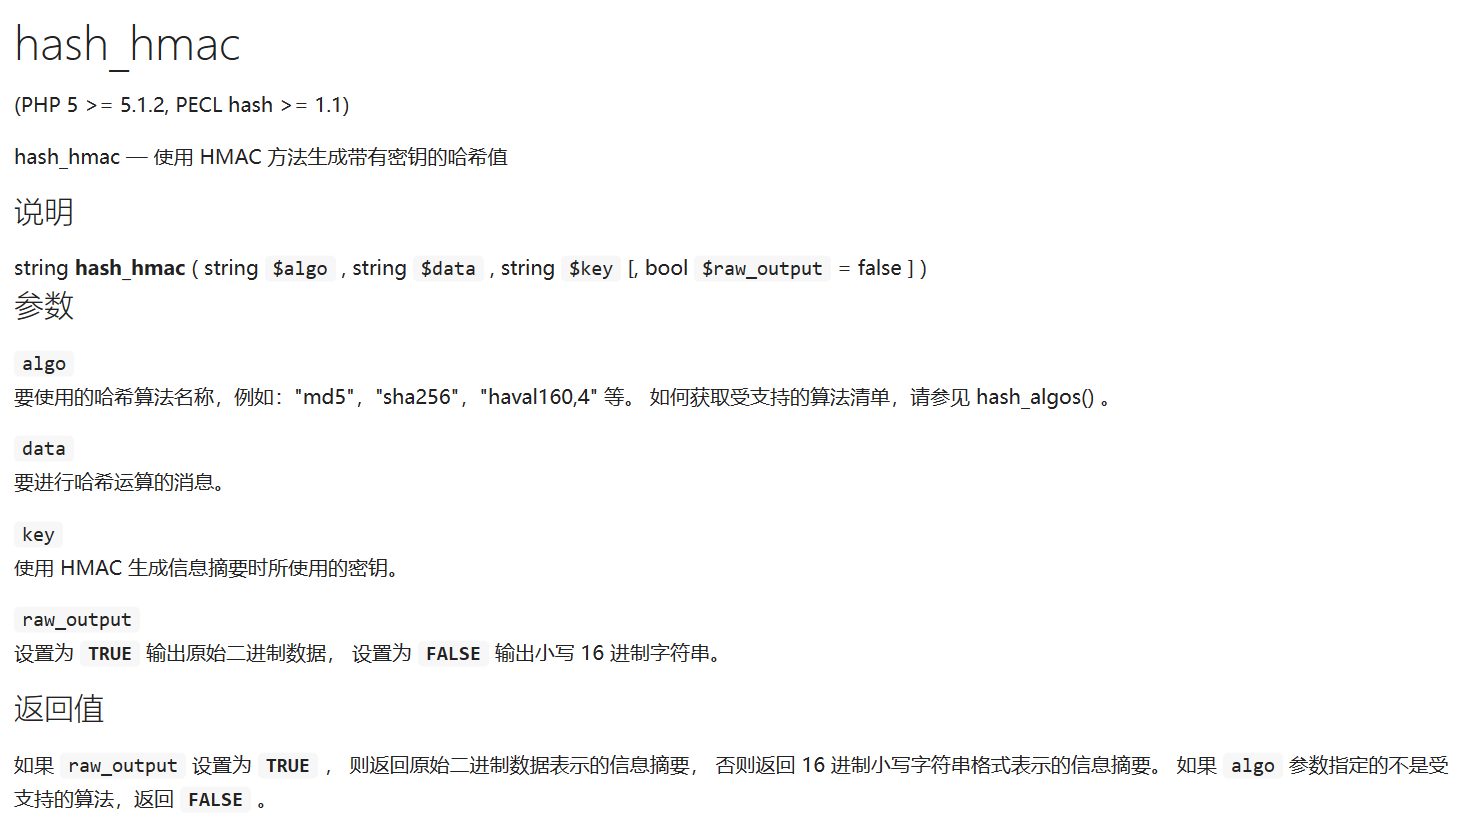 hash_hmac
(PHP 5 >= 5.1.2, PECL hash >= 1.1)
hash_hmac — 使用 HMAC 方法生成带有密钥的哈希值
说明
string hash_hmac ( string $algo , string $data , string $key [, bool $raw_output = false ] )
参数
algo
要使用的哈希算法名称，例如："md5"，"sha256"，"haval160,4" 等。 如何获取受支持的算法清单，请参见 hash_algos() 。
data
要进行哈希运算的消息。
key
使用 HMAC 生成信息摘要时所使用的密钥。
raw_output
设置为 TRUE 输出原始二进制数据， 设置为 FALSE 输出小写 16 进制字符串。
返回值
如果 raw_output 设置为 TRUE ， 则返回原始二进制数据表示的信息摘要， 否则返回 16 进制小写字符串格式表示的信息摘要。 如果 algo 参数指定的不是受
支持的算法，返回 FALSE 。